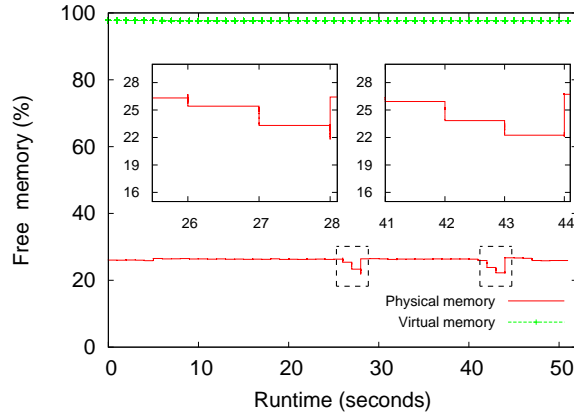 100
80
60
40
20
0
Free memory (%)
28
25
22
19
16
26 27 28
28
25
22
19
16
41 42 43 44
Physical memory
Virtual memory
0 10 20 30 40 50
Runtime (seconds)